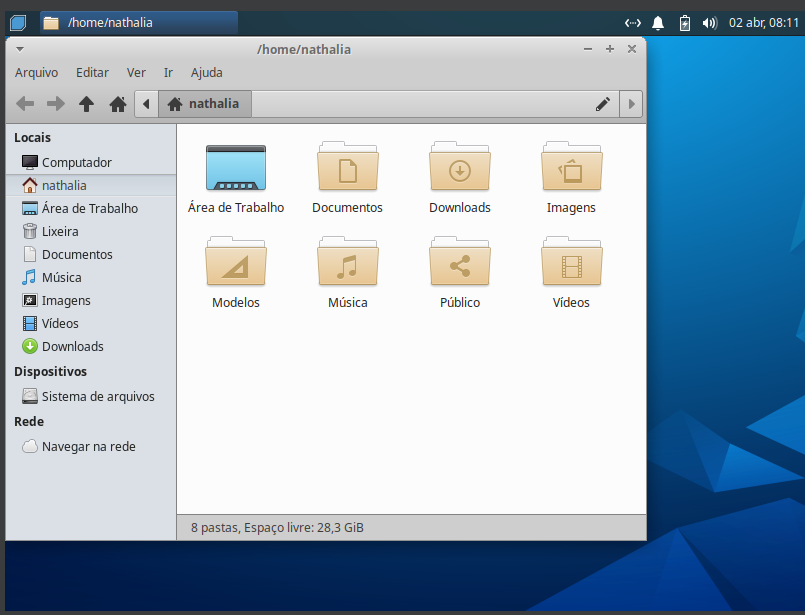 /home/nathalia
02 abr, 08:11
/home/nathalia
Arquivo Editar Ver Ir Ajuda
nathalia
Locais
Computador
nathalia
Área de Trabalho
Lixeira
Documentos
Música
Imagens
Vídeos
Downloads
Dispositivos
Sistema de arquivos
Rede
Navegar na rede
Área de Trabalho Documentos Downloads Imagens
Modelos Música Público Vídeos
8 pastas, Espaço livre: 28,3 GiB